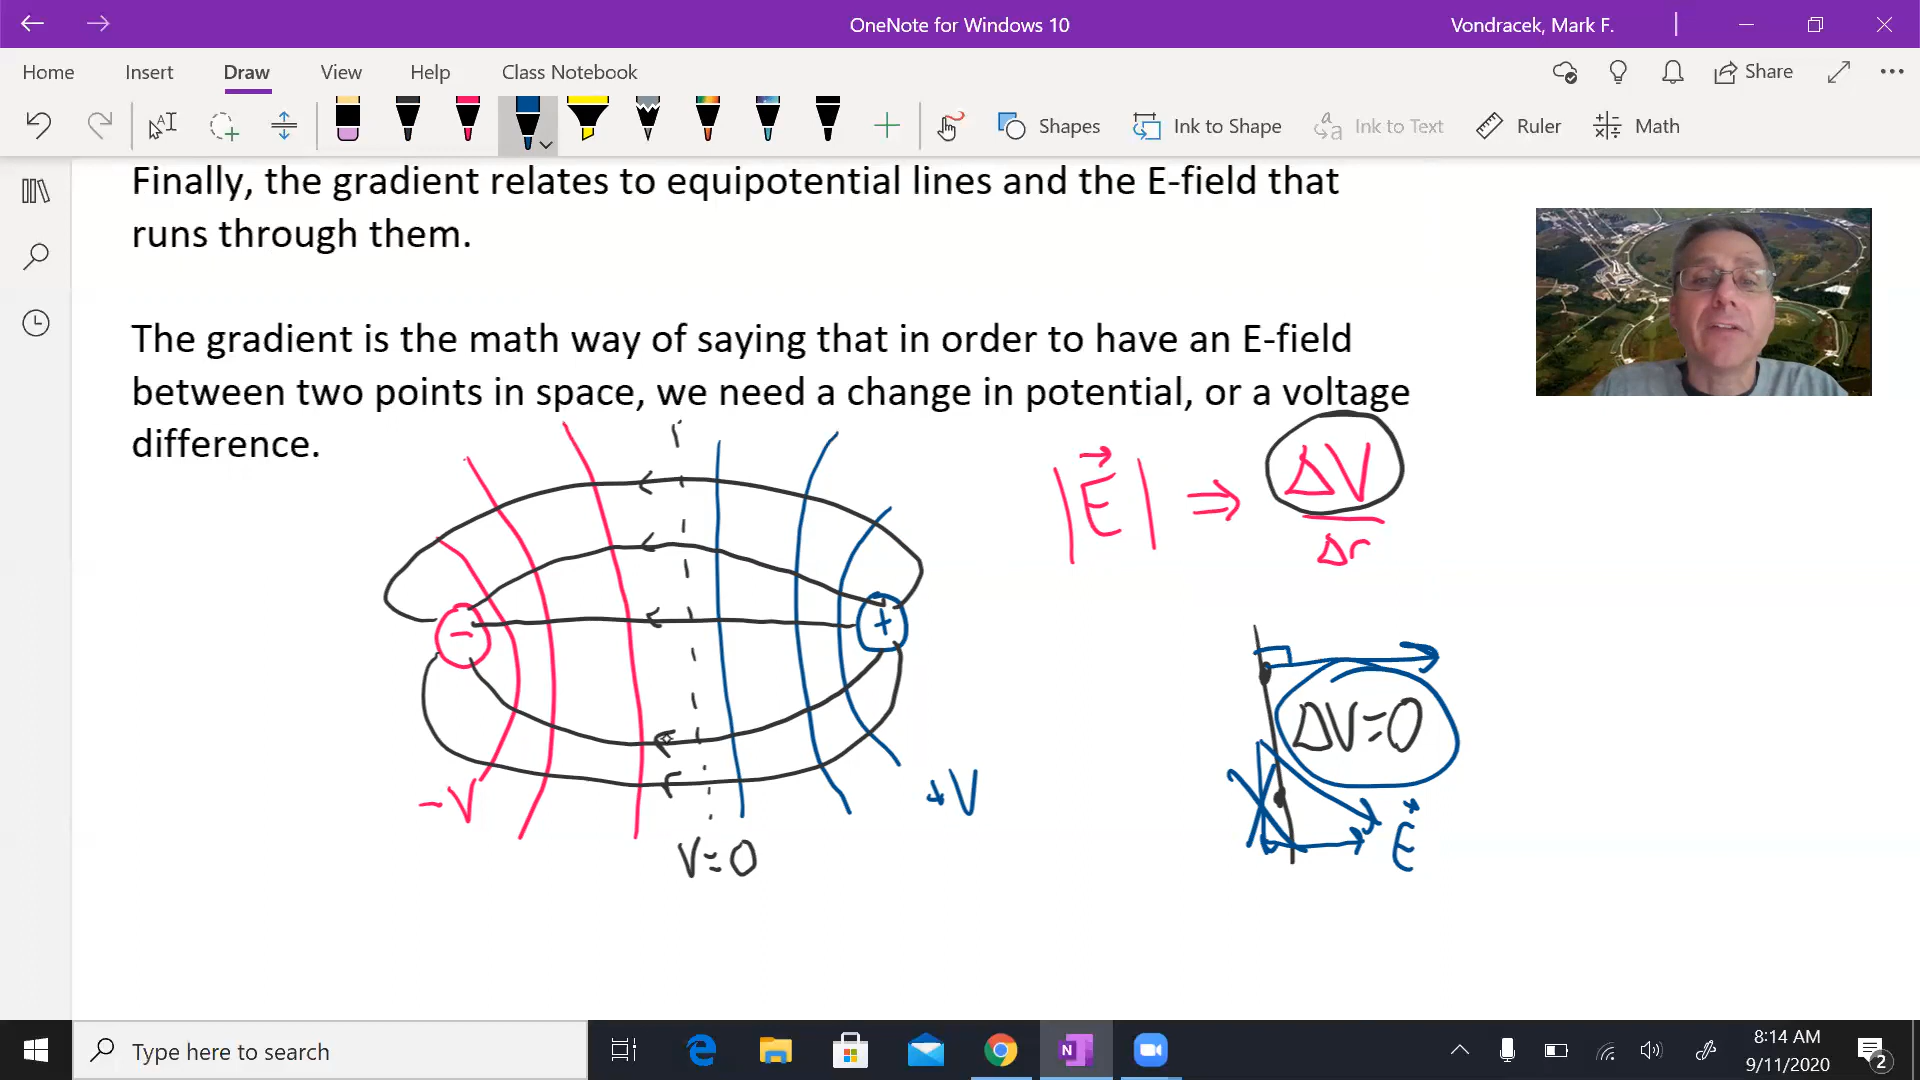 OneNote for Windows 10
Vondracek, Mark F.
Home Insert Draw View Help Class Notebook
Share
Shapes Ink to Shape Ink to Text Ruler Math
Finally, the gradient relates to equipotential lines and the E-field that
runs through them.
The gradient is the math way of saying that in order to have an E-field
between two points in space, we need a change in potential, or a voltage
difference.
|E⃗| ⇒ ΔV/Δr
-
+
ΔV=0
-V
+V
E⃗
V=0
Type here to search
N
8:14 AM
9/11/2020
2